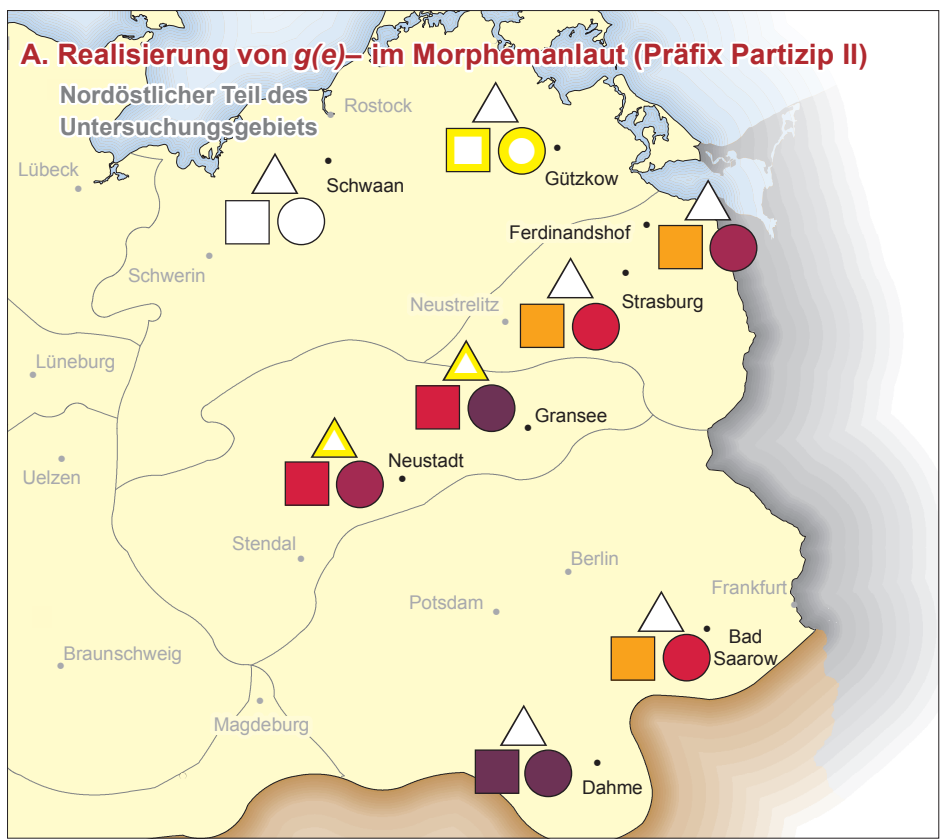 A. Realisierung von g(e)– im Morphemanlaut (Präfix Partizip II)
Nordöstlicher Teil des
Untersuchungsgebiets
Rostock
Lübeck
Schwaan
Gützkow
Ferdinandshof
Schwerin
Strasburg
Neustrelitz
Lüneburg
Gransee
Neustadt
Uelzen
Stendal
Berlin
Potsdam
Frankfurt
Bad
Saarow
Braunschweig
Magdeburg
Dahme